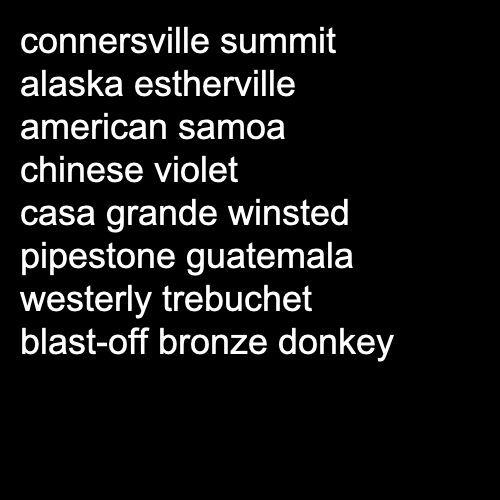 connersville summit
alaska estherville
american samoa
chinese violet
casa grande winsted
pipestone guatemala
westerly trebuchet
blast-off bronze donkey